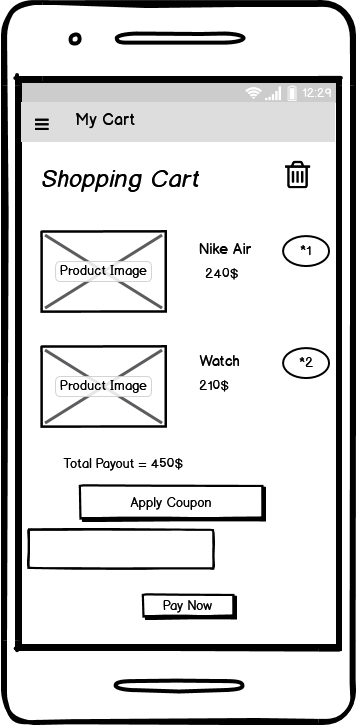 12:29
My Cart
Shopping Cart
Product Image
Nike Air
240$
*1
Product Image
Watch
210$
*2
Total Payout = 450$
Apply Coupon
Pay Now